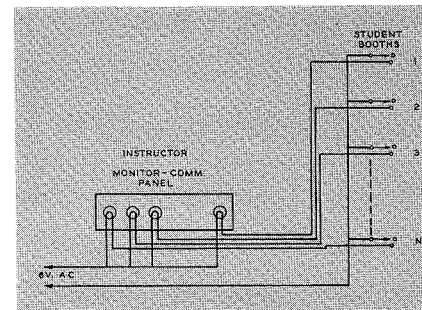 STUDENT
BOOTHS
1
2
INSTRUCTOR
3
MONITOR-COMM.
PANEL
N
6V. A.C